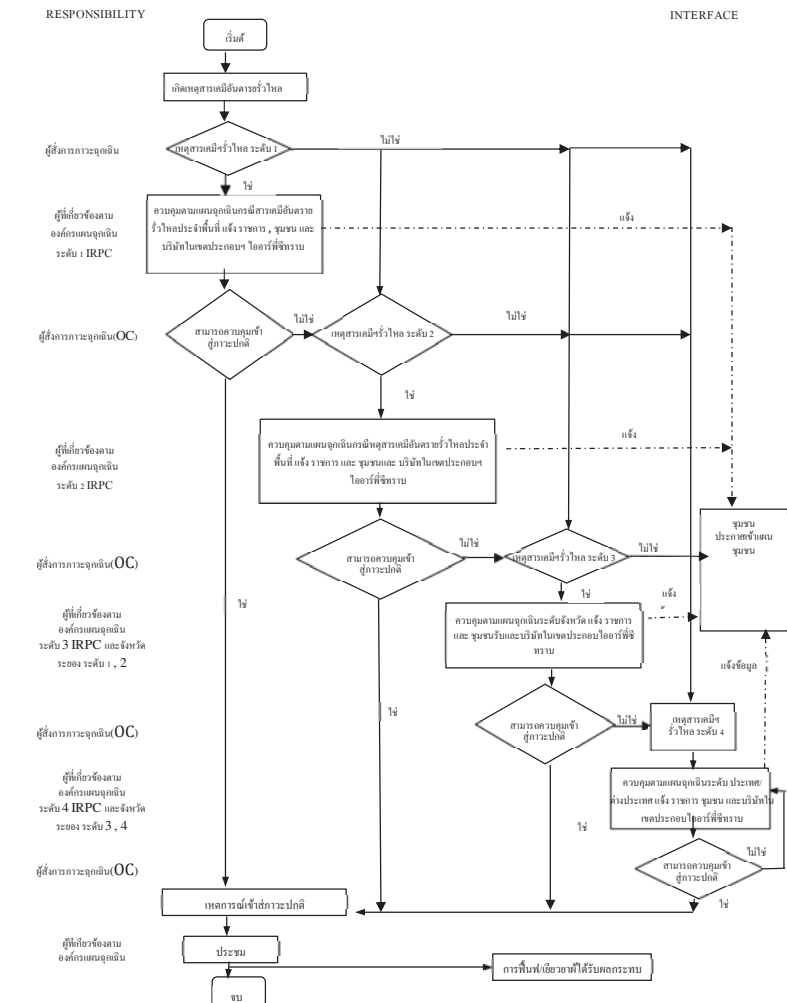 RESPONSIBILITY
INTERFACE
เริ่มต้
เกิดเหตุสารเคมีอันตารยรั่วไหล
ผู้สั่งการภาวะฉุกเฉิน
เหตุสารเคมีฯรั่วไหล ระดับ 1
ไม่ใช่
ใช่
ผู้ที่เกี่ยวข้องตาม
องค์กรแผนฉุกเฉิน
ระดับ 1 IRPC
ควบคุมตามแผนฉุกเฉินกรณีสารเคมีอันตราย
รั่วไหลประจำพื้นที่ แจ้ง ราชการ , ชุมชน และ
บริษัทในเขตประกอบฯ ไออาร์พีซีทราบ
แจ้ง
ผู้สั่งการภาวะฉุกเฉิน(OC)
สามารถควบคุมเข้า
สู่ภาวะปกติ
ไม่ใช่
เหตุสารเคมีฯรั่วไหล ระดับ 2
ไม่ใช่
ใช่
ผู้ที่เกี่ยวข้องตาม
องค์กรแผนฉุกเฉิน
ระดับ 2 IRPC
ควบคุมตามแผนฉุกเฉินกรณีหตุสารเคมีอันตรายรั่วไหลประจำ
พื้นที่ แจ้ง ราชการ และ ชุมชนและ บริษัทในเขตประกอบฯ
ไออาร์พีซีทราบ
แจ้ง
ชุมชน
ประกาศเข้าแผน
ชุมชน
ผู้สั่งการภาวะฉุกเฉิน(OC)
สามารถควบคุมเข้า
สู่ภาวะปกติ
ไม่ใช่
เหตุสารเคมีฯรั่วไหล ระดับ 3
ไม่ใช่
ใช่
ใช่
แจ้ง
ผู้ที่เกี่ยวข้องตาม
องค์กรแผนฉุกเฉิน
ระดับ 3 IRPC และจังหวัด
ระยอง ระดับ 1 , 2
ควบคุมตามแผนฉุกเฉินระดับจังหวัด แจ้ง ราชการ
และ ชุมชนรับและบริษัทในเขตประกอบไออาร์พีซี
ทราบ
แจ้งข้อมูล
ใช่
ผู้สั่งการภาวะฉุกเฉิน(OC)
สามารถควบคุมเข้า
สู่ภาวะปกติ
ไม่ใช่
เหตุสารเคมีฯ
รั่วไหล ระดับ 4
ผู้ที่เกี่ยวข้องตาม
องค์กรแผนฉุกเฉิน
ระดับ 4 IRPC และจังหวัด
ระยอง ระดับ 3 , 4
ควบคุมตามแผนฉุกเฉินระดับ ประเทศ/
ต่างประเทศ แจ้ง ราชการ ชุมชน และบริษัทใน
เขตประกอบไออาร์พีซีทราบ
ใช่
ผู้สั่งการภาวะฉุกเฉิน(OC)
สามารถควบคุมเข้า
สู่ภาวะปกติ
ไม่ใช่
ใช่
เหตการณ์เข้าส่ภาวะปกติ
ผู้ที่เกี่ยวข้องตาม
องค์กรแผนฉุกเฉิน
ประชม
การฟื้นฟ/เยียวยาผ้ได้รับผลกระทบ
จบ